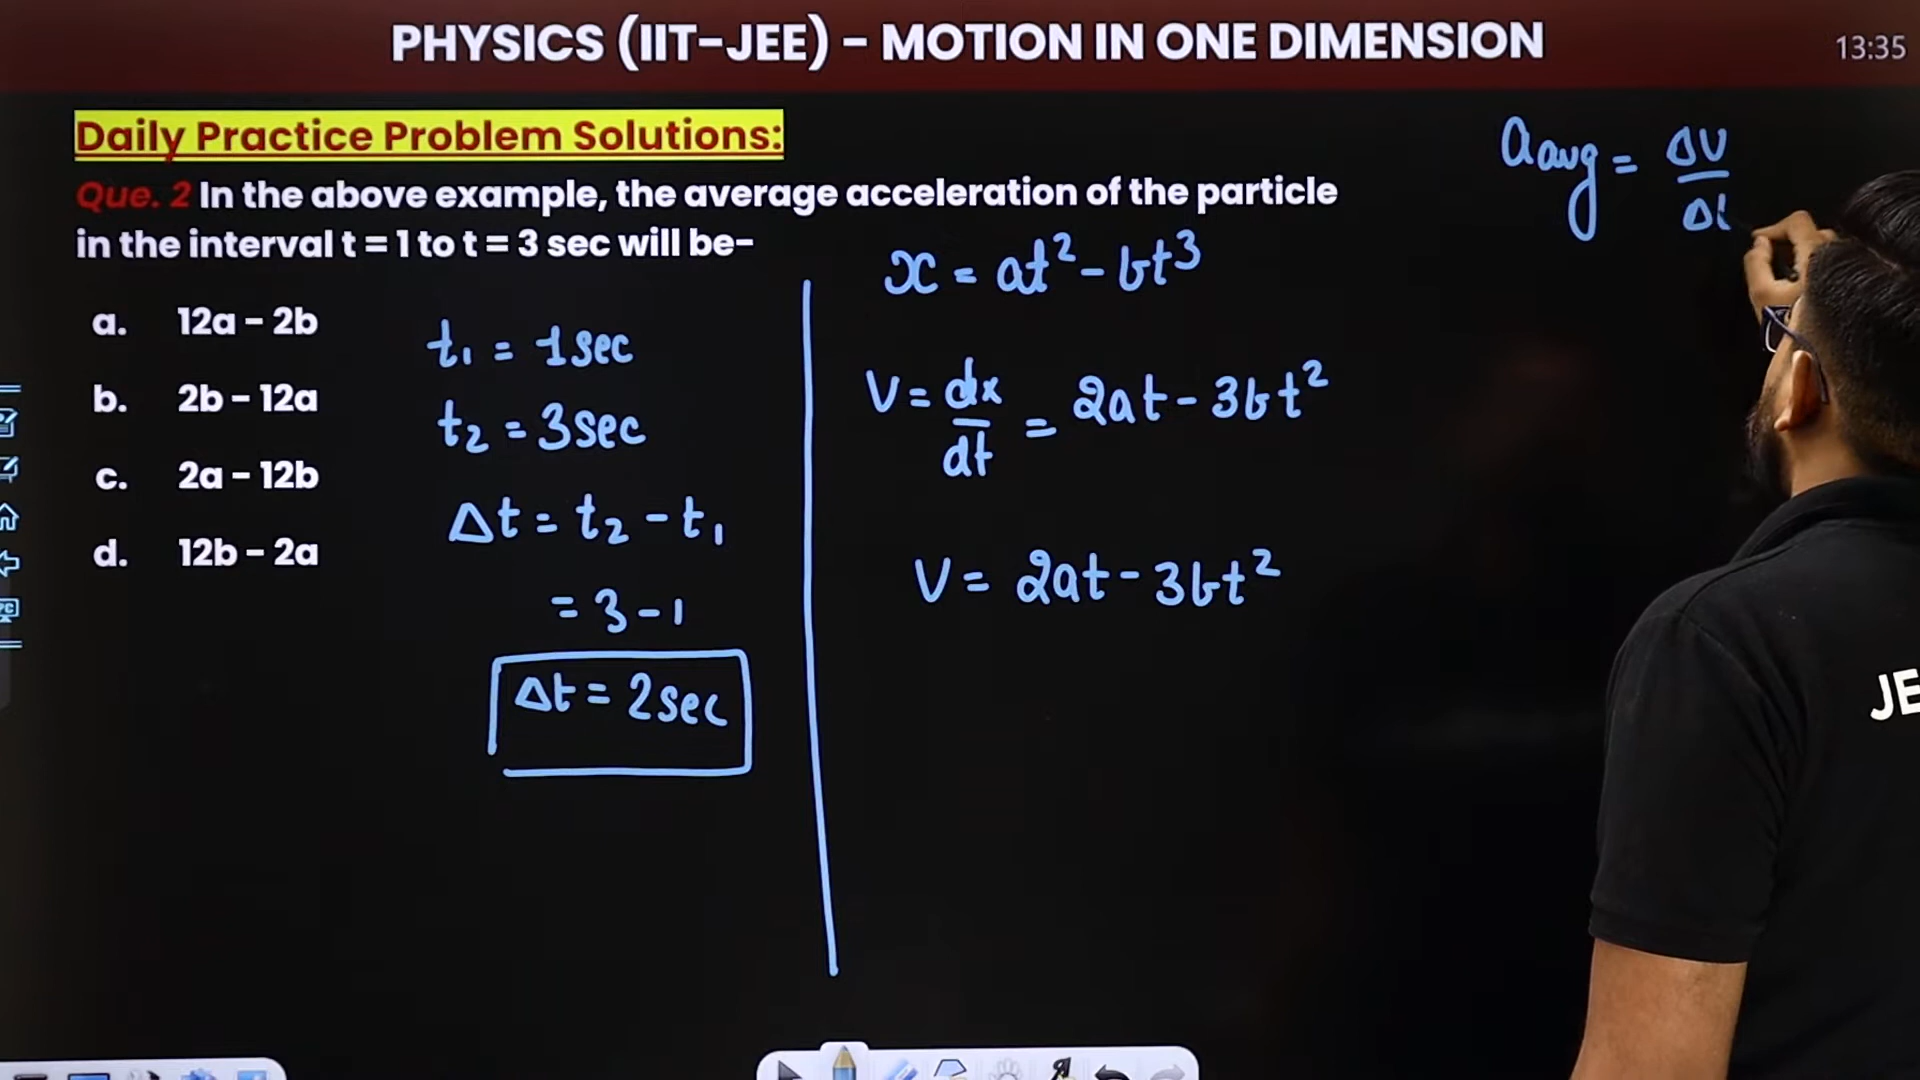 PHYSICS (IIT-JEE) - MOTION IN ONE DIMENSION
13:35
Daily Practice Problem Solutions:
Que. 2 In the above example, the average acceleration of the particle
in the interval t = 1 to t = 3 sec will be-
a. 12a - 2b
b. 2b - 12a
c. 2a - 12b
d. 12b - 2a
t₁ = 1sec
t₂ = 3sec
Δt = t₂ - t₁
= 3 - 1
Δt = 2sec
x = at² - bt³
V = dx/dt = 2at - 3bt²
V = 2at - 3bt²
a avg = ΔV/Δt
JE